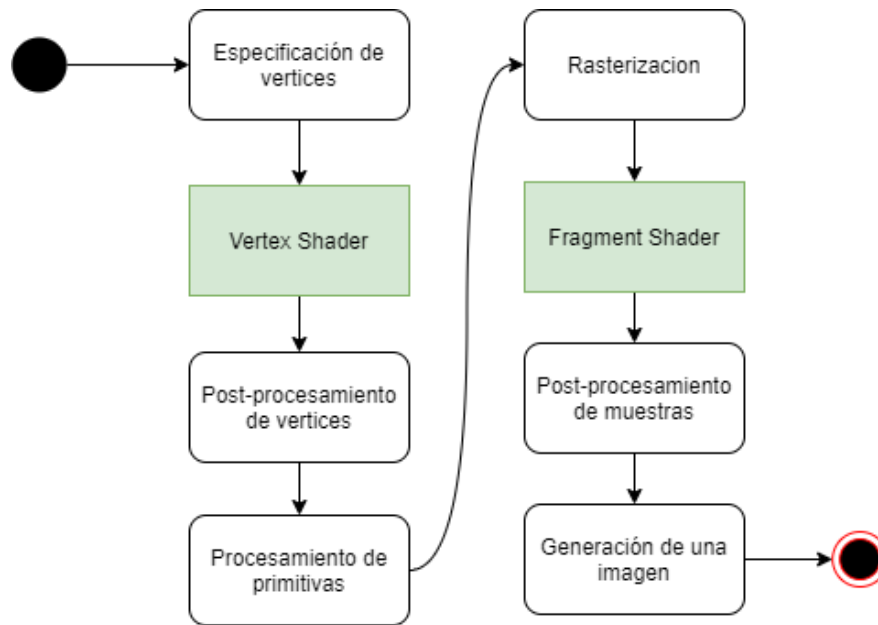 Especificación de
vertices
Vertex Shader
Post-procesamiento
de vertices
Procesamiento de
primitivas
Rasterizacion
Fragment Shader
Post-procesamiento
de muestras
Generación de una
imagen